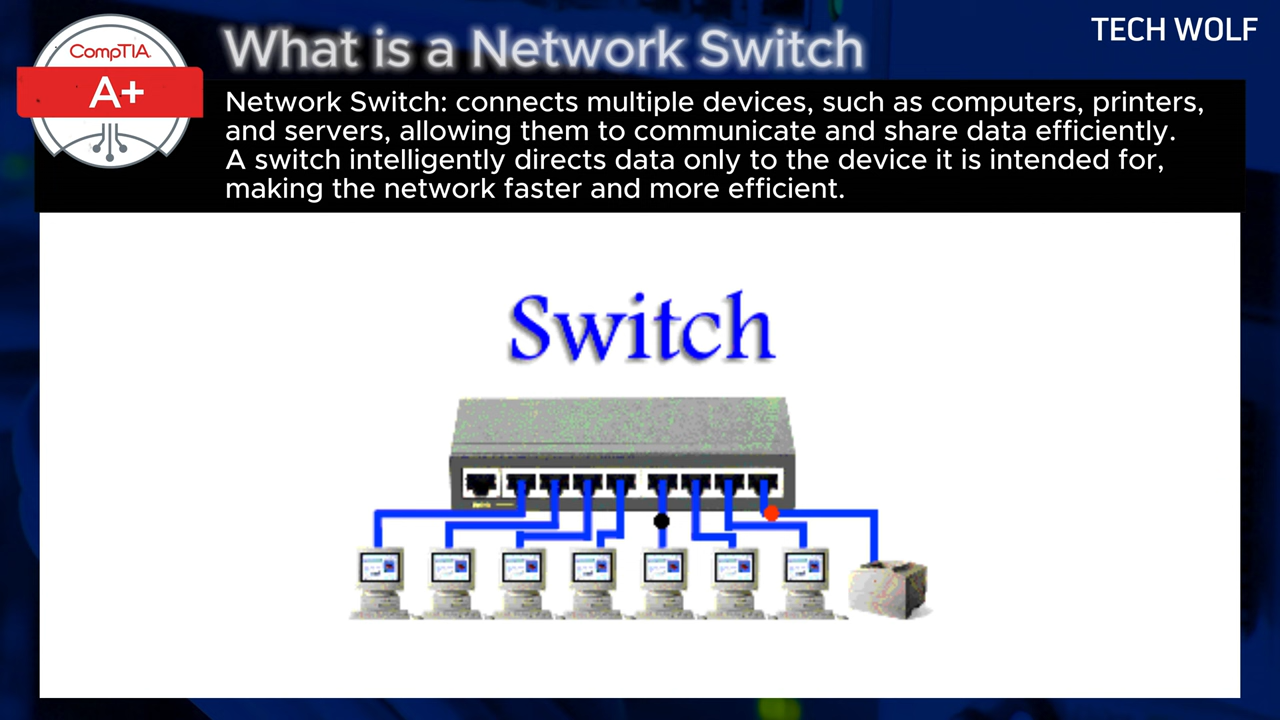 CompTIA.
A+
What is a Network Switch
TECH WOLF
Network Switch: connects multiple devices, such as computers, printers,
and servers, allowing them to communicate and share data efficiently.
A switch intelligently directs data only to the device it is intended for,
making the network faster and more efficient.
Switch